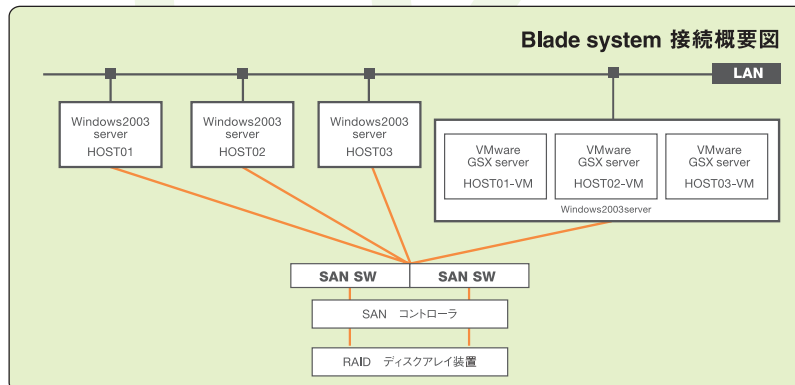 Blade system 接続概要図
LAN
Windows2003
server
HOST01
Windows2003
server
HOST02
Windows2003
server
HOST03
VMware
GSX server
HOST01-VM
VMware
GSX server
HOST02-VM
VMware
GSX server
HOST03-VM
Windows2003server
SAN SW
SAN SW
SAN コントローラ
RAID ディスクアレイ装置